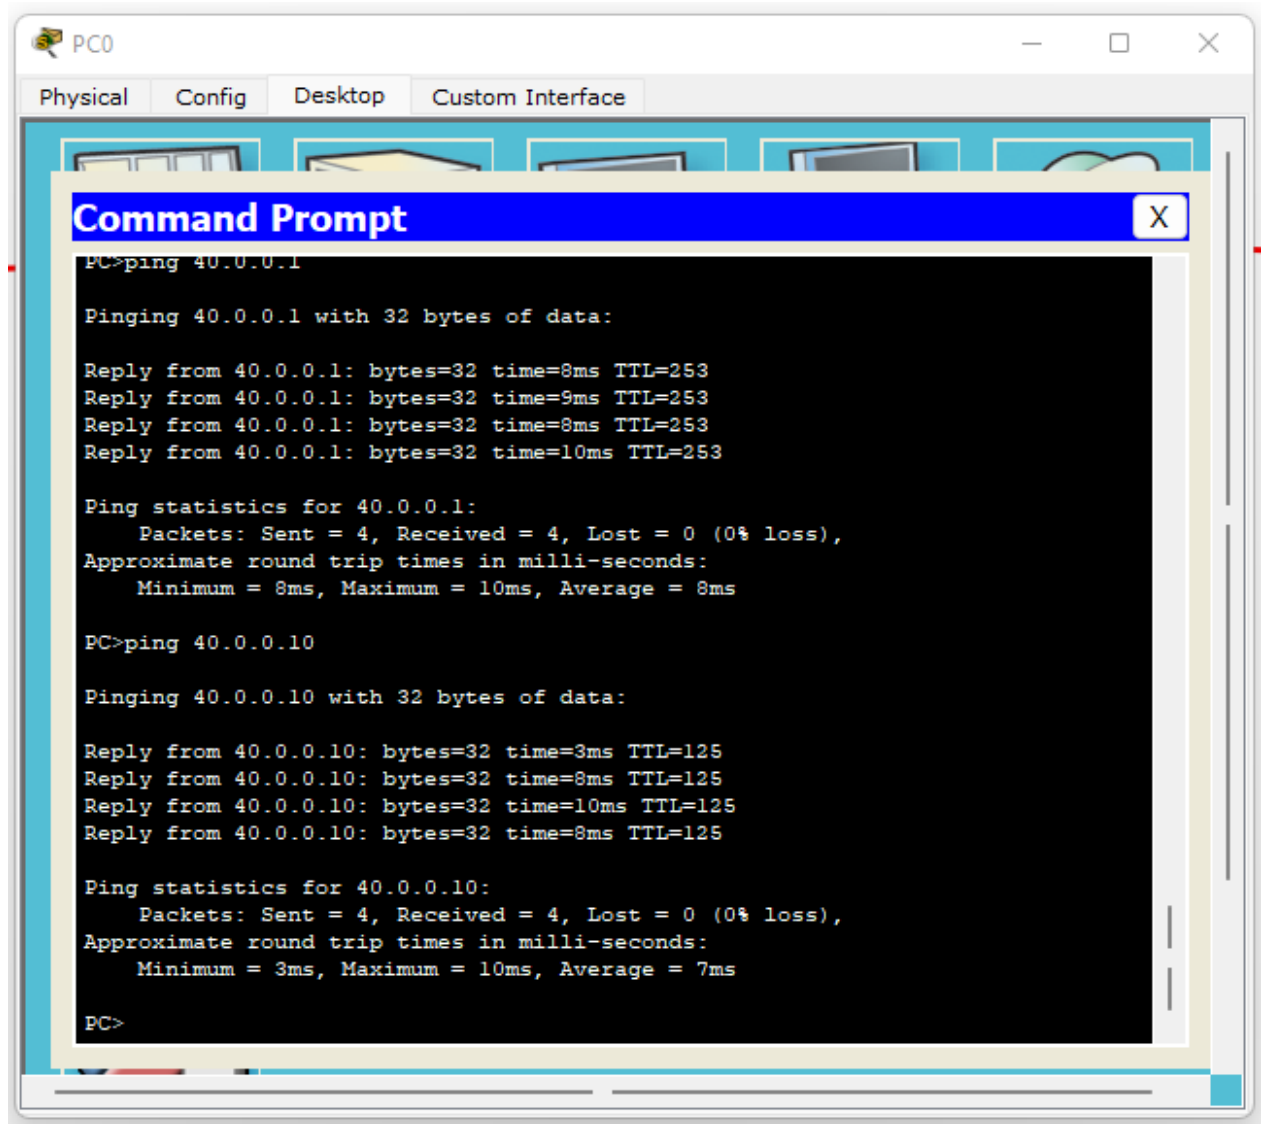 PC0
Physical Config Desktop Custom Interface
Command Prompt X
PC>ping 40.0.0.1
Pinging 40.0.0.1 with 32 bytes of data:
Reply from 40.0.0.1: bytes=32 time=8ms TTL=253
Reply from 40.0.0.1: bytes=32 time=9ms TTL=253
Reply from 40.0.0.1: bytes=32 time=8ms TTL=253
Reply from 40.0.0.1: bytes=32 time=10ms TTL=253
Ping statistics for 40.0.0.1:
Packets: Sent = 4, Received = 4, Lost = 0 (0% loss),
Approximate round trip times in milli-seconds:
Minimum = 8ms, Maximum = 10ms, Average = 8ms
PC>ping 40.0.0.10
Pinging 40.0.0.10 with 32 bytes of data:
Reply from 40.0.0.10: bytes=32 time=3ms TTL=125
Reply from 40.0.0.10: bytes=32 time=8ms TTL=125
Reply from 40.0.0.10: bytes=32 time=10ms TTL=125
Reply from 40.0.0.10: bytes=32 time=8ms TTL=125
Ping statistics for 40.0.0.10:
Packets: Sent = 4, Received = 4, Lost = 0 (0% loss),
Approximate round trip times in milli-seconds:
Minimum = 3ms, Maximum = 10ms, Average = 7ms
PC>